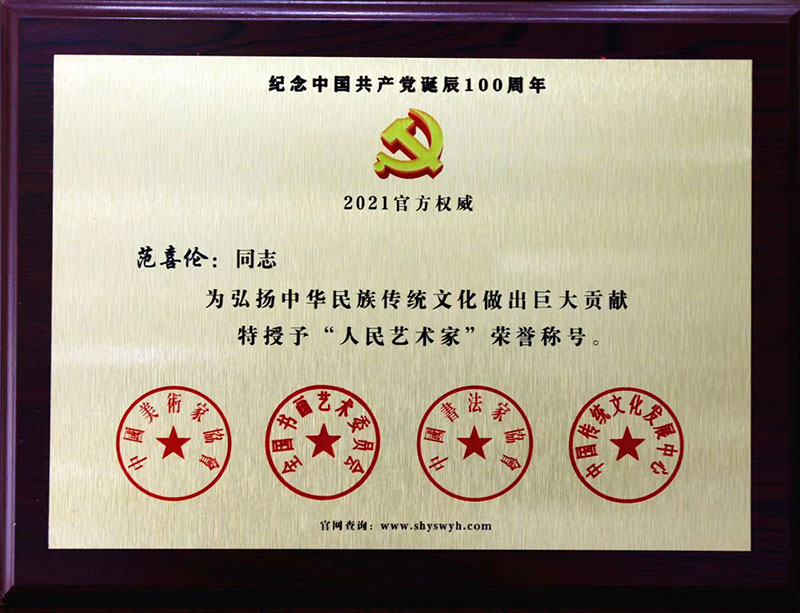 纪念中国共产党诞辰100周年
2021官方权威
范喜伦：同志
为弘扬中华民族传统文化做出巨大贡献
特授予“人民艺术家”荣誉称号。
中國美術家協會
全国书画艺术委员会
中國書法家協會
中国传统文化发展中心
官网查询：www.shyswyh.com